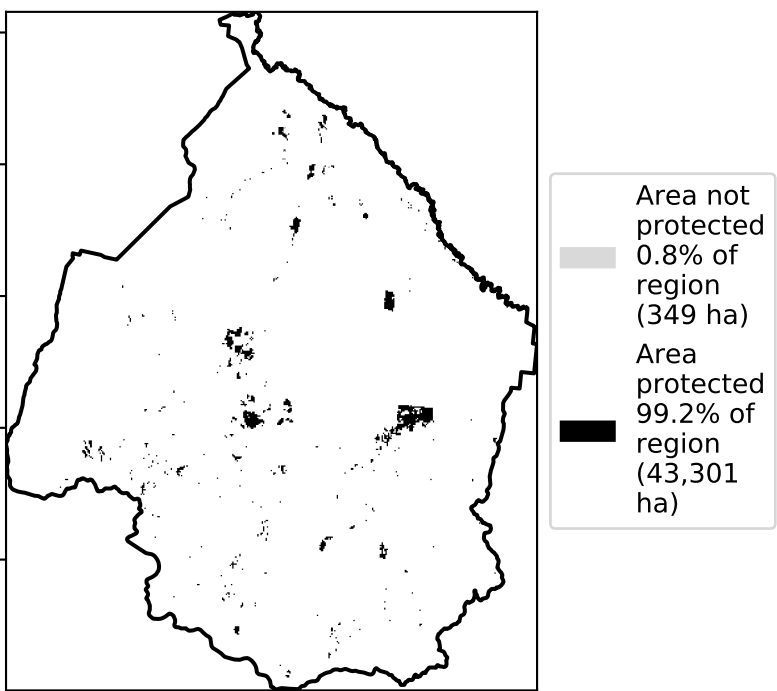 Area not
protected
0.8% of
region
(349 ha)
Area
protected
99.2% of
region
(43,301
ha)